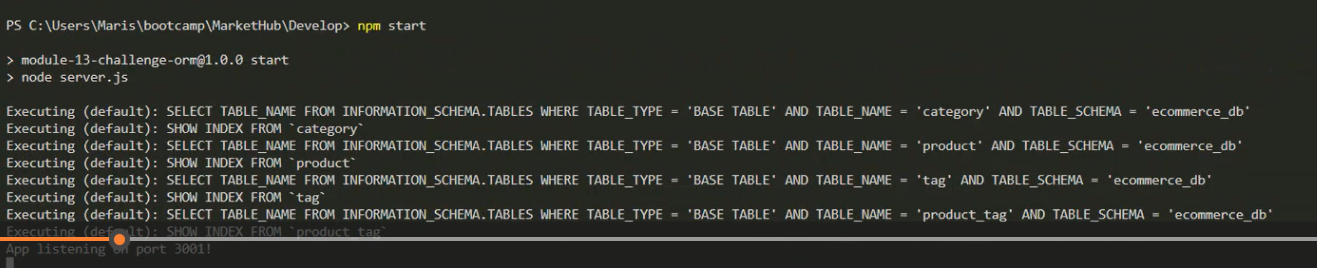 PS C:\Users\Maris\bootcamp\MarketHub\Develop> npm start
> module-13-challenge-orm@1.0.0 start
> node server.js
Executing (default): SELECT TABLE_NAME FROM INFORMATION_SCHEMA.TABLES WHERE TABLE_TYPE = 'BASE TABLE' AND TABLE_NAME = 'category' AND TABLE_SCHEMA = 'ecommerce_db'
Executing (default): SHOW INDEX FROM `category`
Executing (default): SELECT TABLE_NAME FROM INFORMATION_SCHEMA.TABLES WHERE TABLE_TYPE = 'BASE TABLE' AND TABLE_NAME = 'product' AND TABLE_SCHEMA = 'ecommerce_db'
Executing (default): SHOW INDEX FROM `product`
Executing (default): SELECT TABLE_NAME FROM INFORMATION_SCHEMA.TABLES WHERE TABLE_TYPE = 'BASE TABLE' AND TABLE_NAME = 'tag' AND TABLE_SCHEMA = 'ecommerce_db'
Executing (default): SHOW INDEX FROM `tag`
Executing (default): SELECT TABLE_NAME FROM INFORMATION_SCHEMA.TABLES WHERE TABLE_TYPE = 'BASE TABLE' AND TABLE_NAME = 'product_tag' AND TABLE_SCHEMA = 'ecommerce_db'
Executing (default): SHOW INDEX FROM `product_tag`
App listening on port 3001!